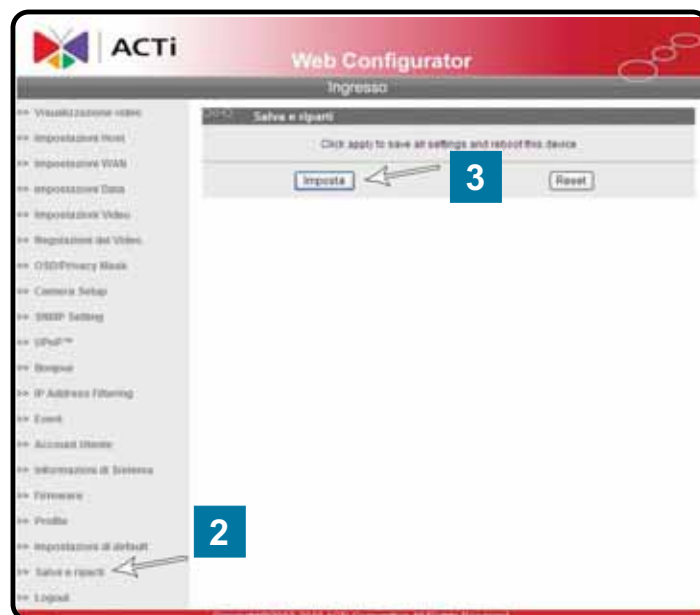 ACTi
Web Configurator
Ingresso
>> Visualizzazione video
>> Impostazioni Host
>> Impostazioni WAN
>> Impostazioni Data
>> Impostazioni Video
>> Regolazione del Video
>> OSD/Privacy Mask
>> Camera Setup
>> SNMP Setting
>> UPnP™
>> Bonjour
>> IP Address Filtering
>> Eventi
>> Account Utente
>> Informazioni di Sistema
>> Firmware
>> Profilo
>> Impostazioni di default
>> Salva e riparti
>> Logout
Salva e riparti
Click apply to save all settings and reboot this device
Imposta
3
Reset
2